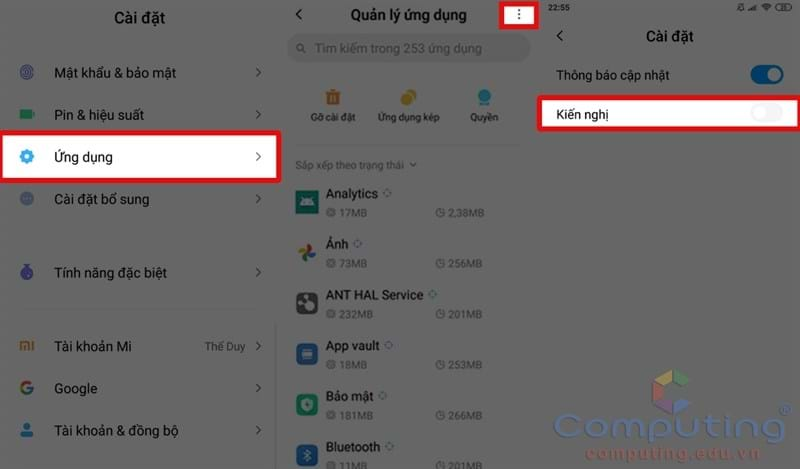 Cài đặt
Mật khẩu & bảo mật
Pin & hiệu suất
Ứng dụng
Cài đặt bổ sung
Tính năng đặc biệt
Tài khoản Mi
Thế Duy
Google
Tài khoản & đồng bộ
Quản lý ứng dụng
Tìm kiếm trong 253 ứng dụng
Gỡ cài đặt
Ứng dụng kép
Quyền
Sắp xếp theo trạng thái
Analytics
17MB
2,38MB
Ảnh
73MB
256MB
ANT HAL Service
232MB
201MB
App vault
18MB
253MB
Bảo mật
181MB
266MB
Bluetooth
11MB
201MB
22:55
Cài đặt
Thông báo cập nhật
Kiến nghị
Computing
computing.edu.vn